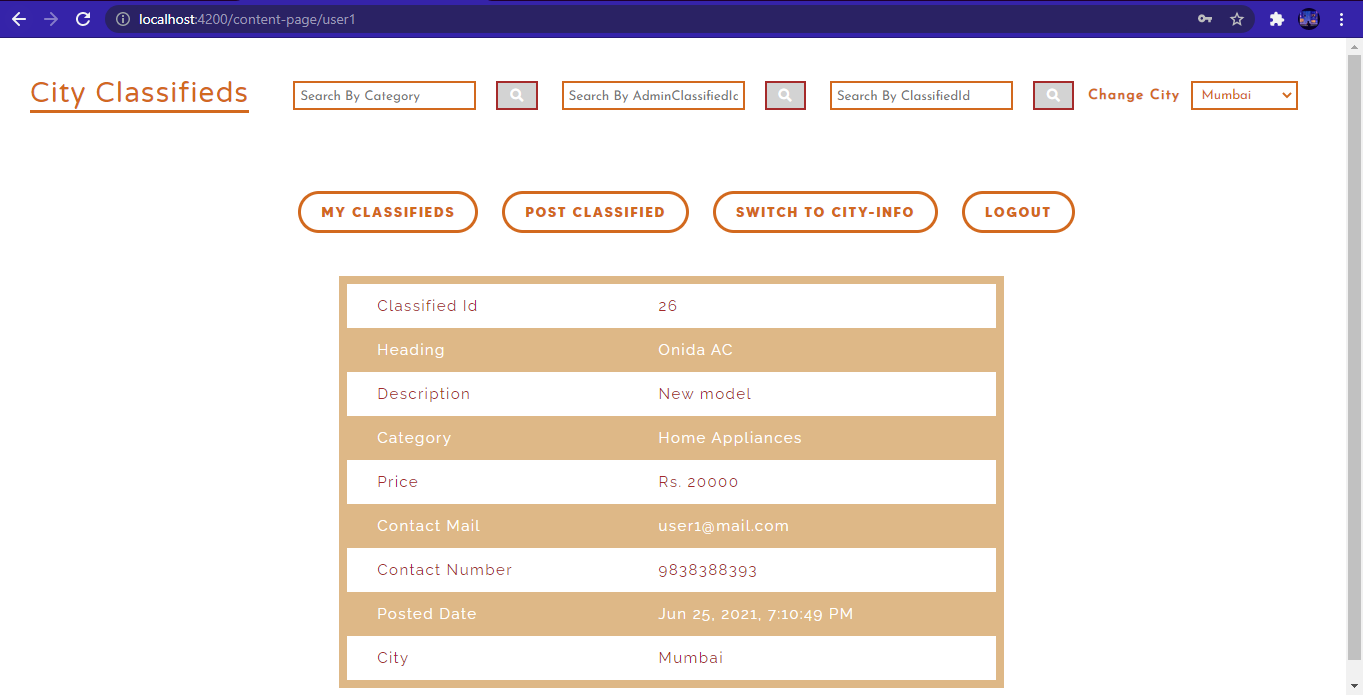 localhost:4200/content-page/user1
City Classifieds
Search By Category
Search By AdminClassifiedIc
Search By ClassifiedId
Change City
Mumbai
MY CLASSIFIEDS
POST CLASSIFIED
SWITCH TO CITY-INFO
LOGOUT
Classified Id 26
Heading Onida AC
Description New model
Category Home Appliances
Price Rs. 20000
Contact Mail user1@mail.com
Contact Number 9838388393
Posted Date Jun 25, 2021, 7:10:49 PM
City Mumbai